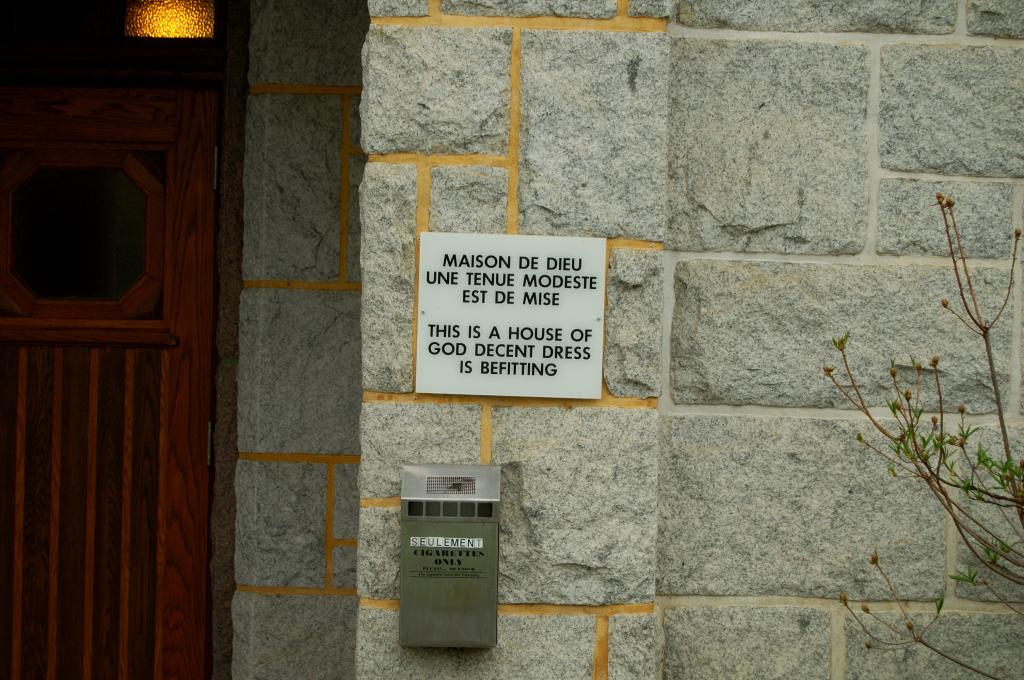 MAISON DE DIEU
UNE TENUE MODESTE
EST DE MISE
THIS IS A HOUSE OF
GOD DECENT DRESS
IS BEFITTING
SEULEMENT
CIGARETTES
ONLY